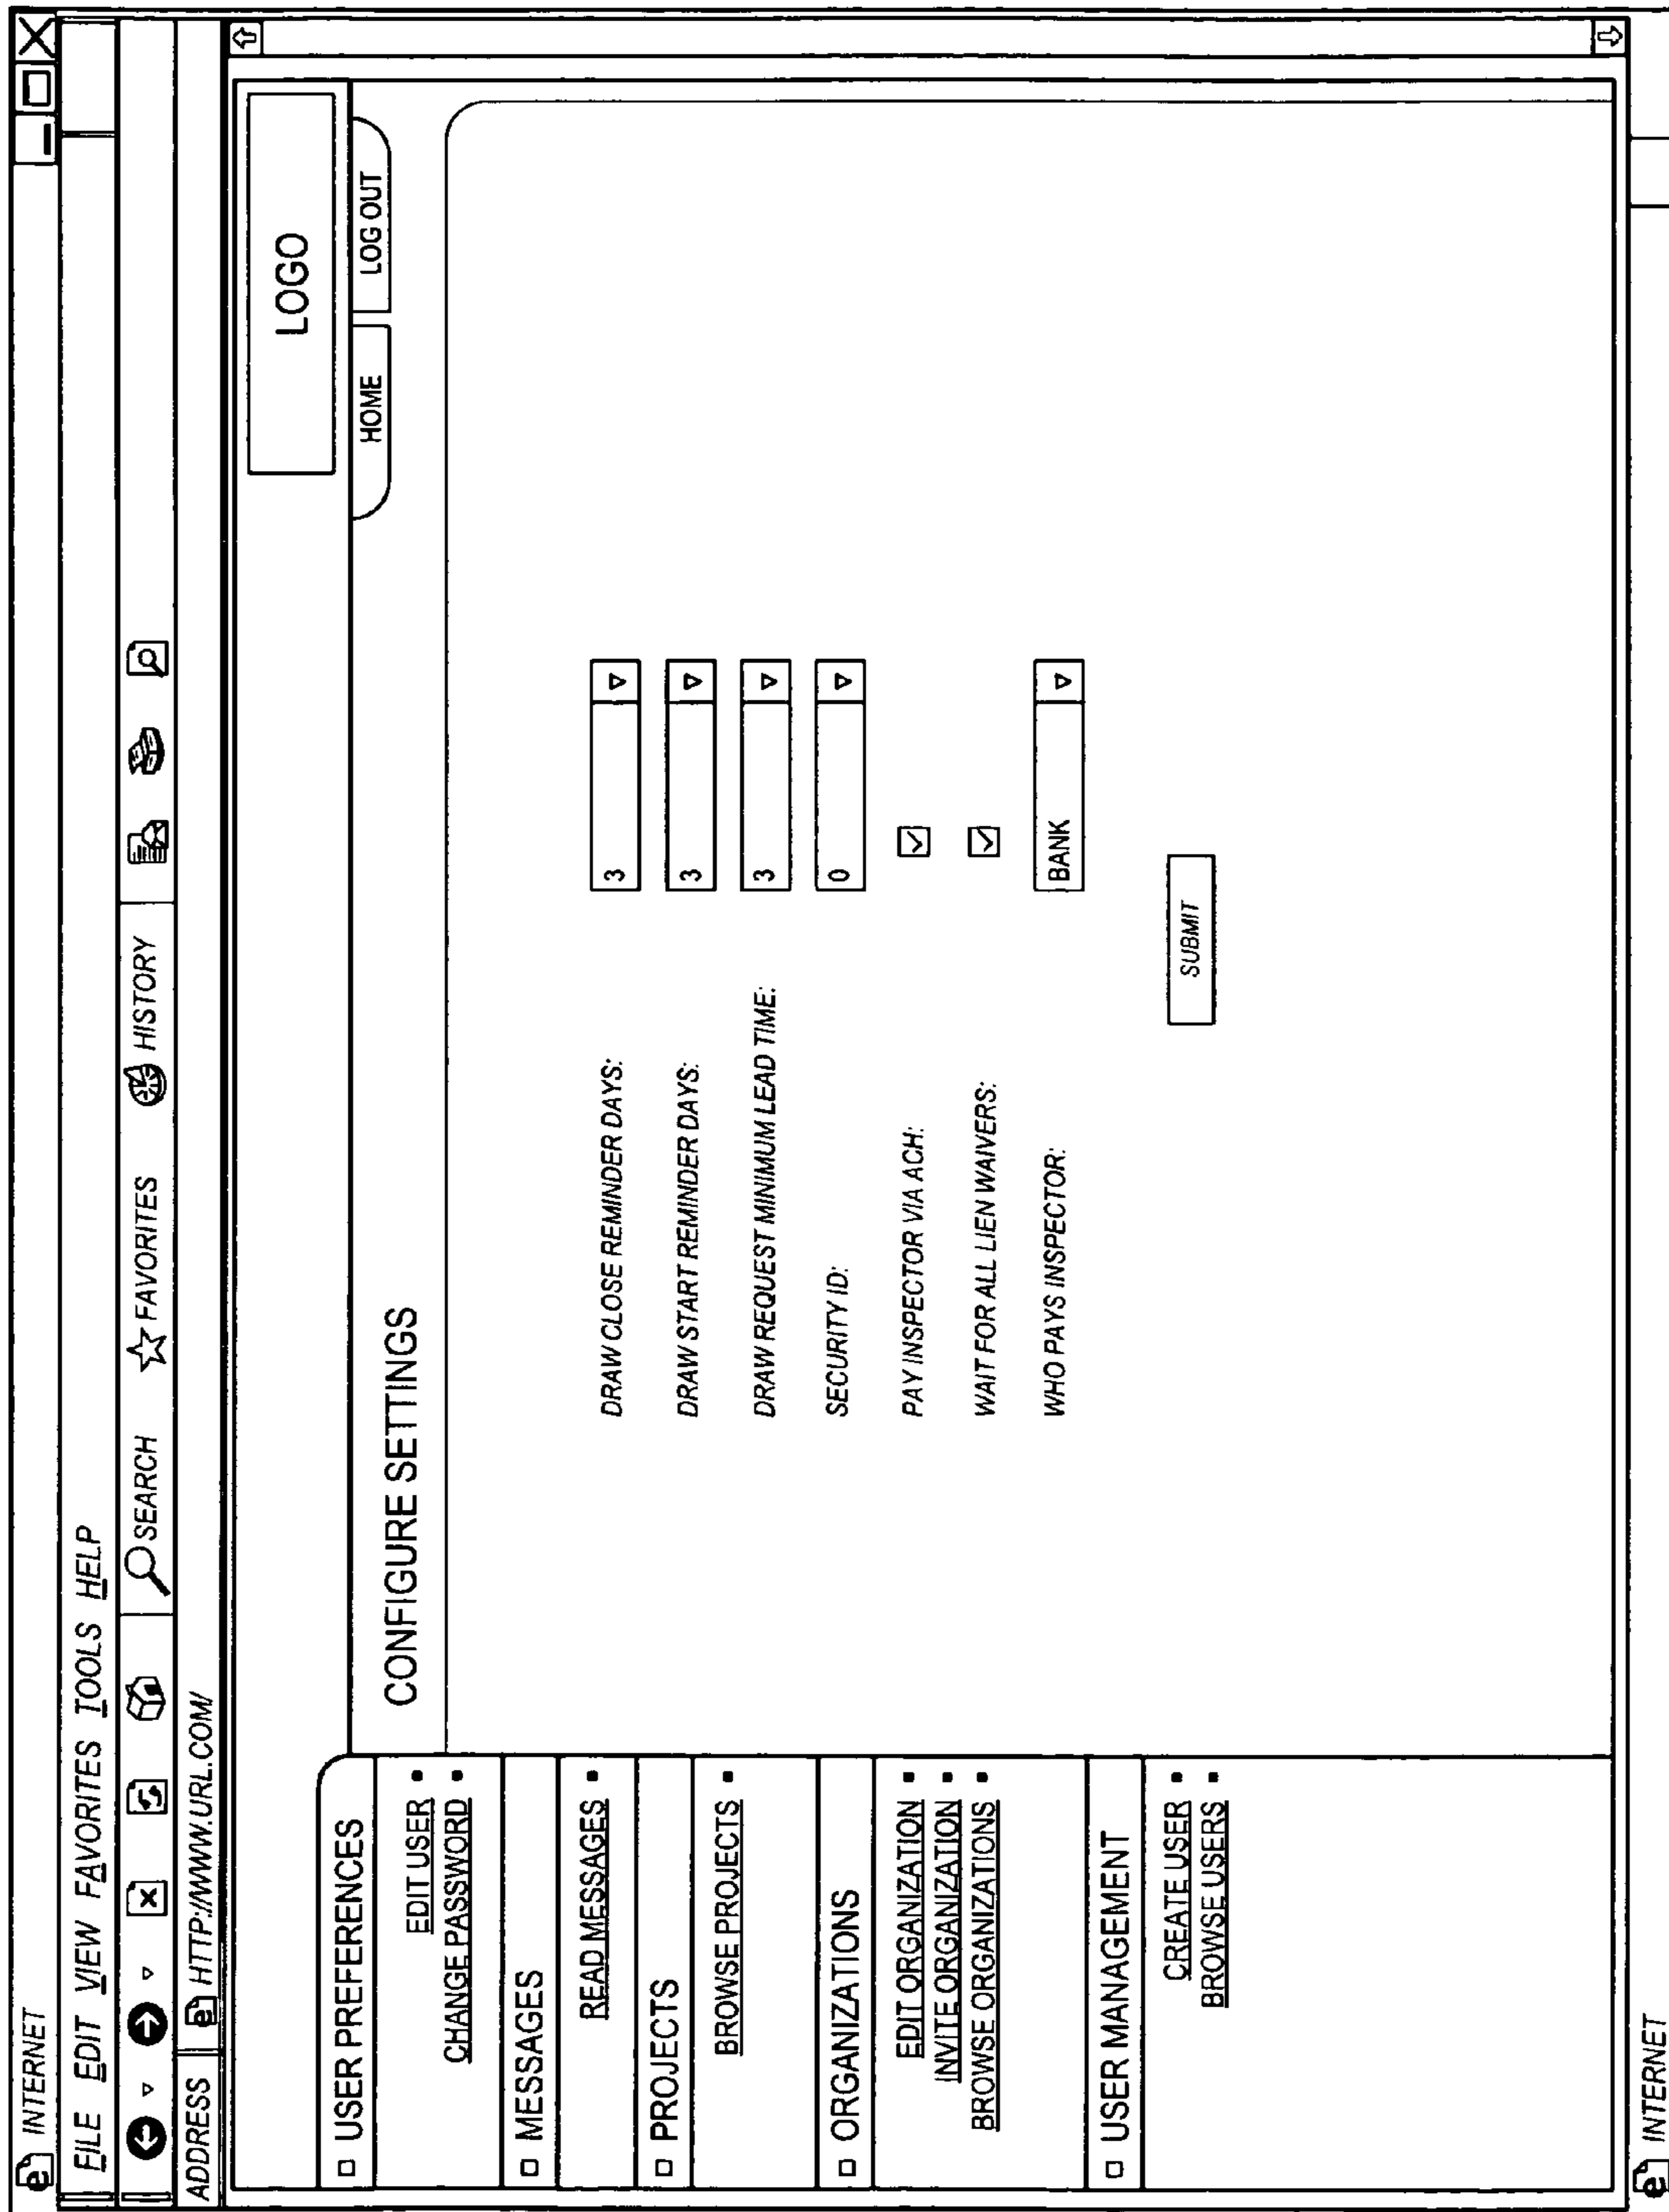 INTERNET
FILE EDIT VIEW FAVORITES TOOLS HELP
SEARCH FAVORITES HISTORY
ADDRESS HTTP://WWW.URL.COM/
LOGO
HOME LOG OUT
USER PREFERENCES
EDIT USER
CHANGE PASSWORD
MESSAGES
READ MESSAGES
PROJECTS
BROWSE PROJECTS
ORGANIZATIONS
EDIT ORGANIZATION
INVITE ORGANIZATION
BROWSE ORGANIZATIONS
USER MANAGEMENT
CREATE USER
BROWSE USERS
CONFIGURE SETTINGS
DRAW CLOSE REMINDER DAYS: 3
DRAW START REMINDER DAYS: 3
DRAW REQUEST MINIMUM LEAD TIME: 3
SECURITY ID: 0
PAY INSPECTOR VIA ACH:
WAIT FOR ALL LIEN WAIVERS:
WHO PAYS INSPECTOR: BANK
SUBMIT
INTERNET